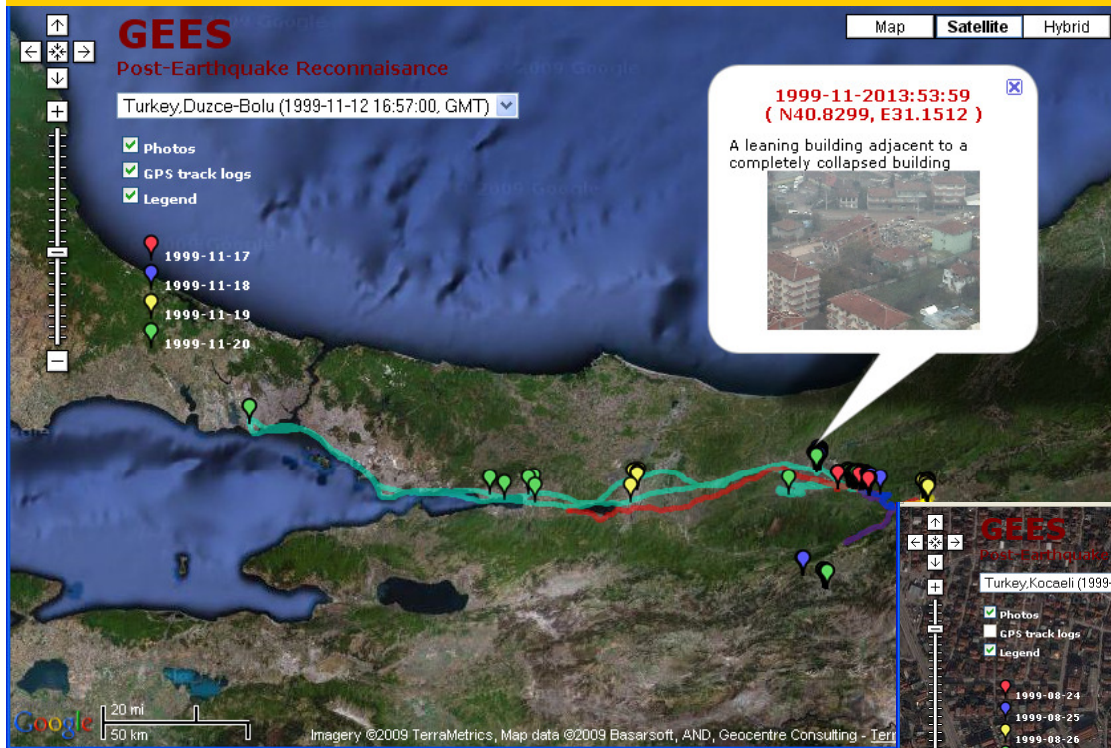 GEES
Post-Earthquake Reconnaisance
Turkey,Duzce-Bolu (1999-11-12 16:57:00, GMT)
Photos
GPS track logs
Legend
1999-11-17
1999-11-18
1999-11-19
1999-11-20
Map Satellite Hybrid
1999-11-2013:53:59
( N40.8299, E31.1512 )
A leaning building adjacent to a
completely collapsed building
Google
20 mi
50 km
Imagery ©2009 TerraMetrics, Map data ©2009 Basarsoft, AND, Geocentre Consulting - Terr
GEES
Post-Earthquake
Turkey,Kocaeli (1999-
Photos
GPS track logs
Legend
1999-08-24
1999-08-25
1999-08-26